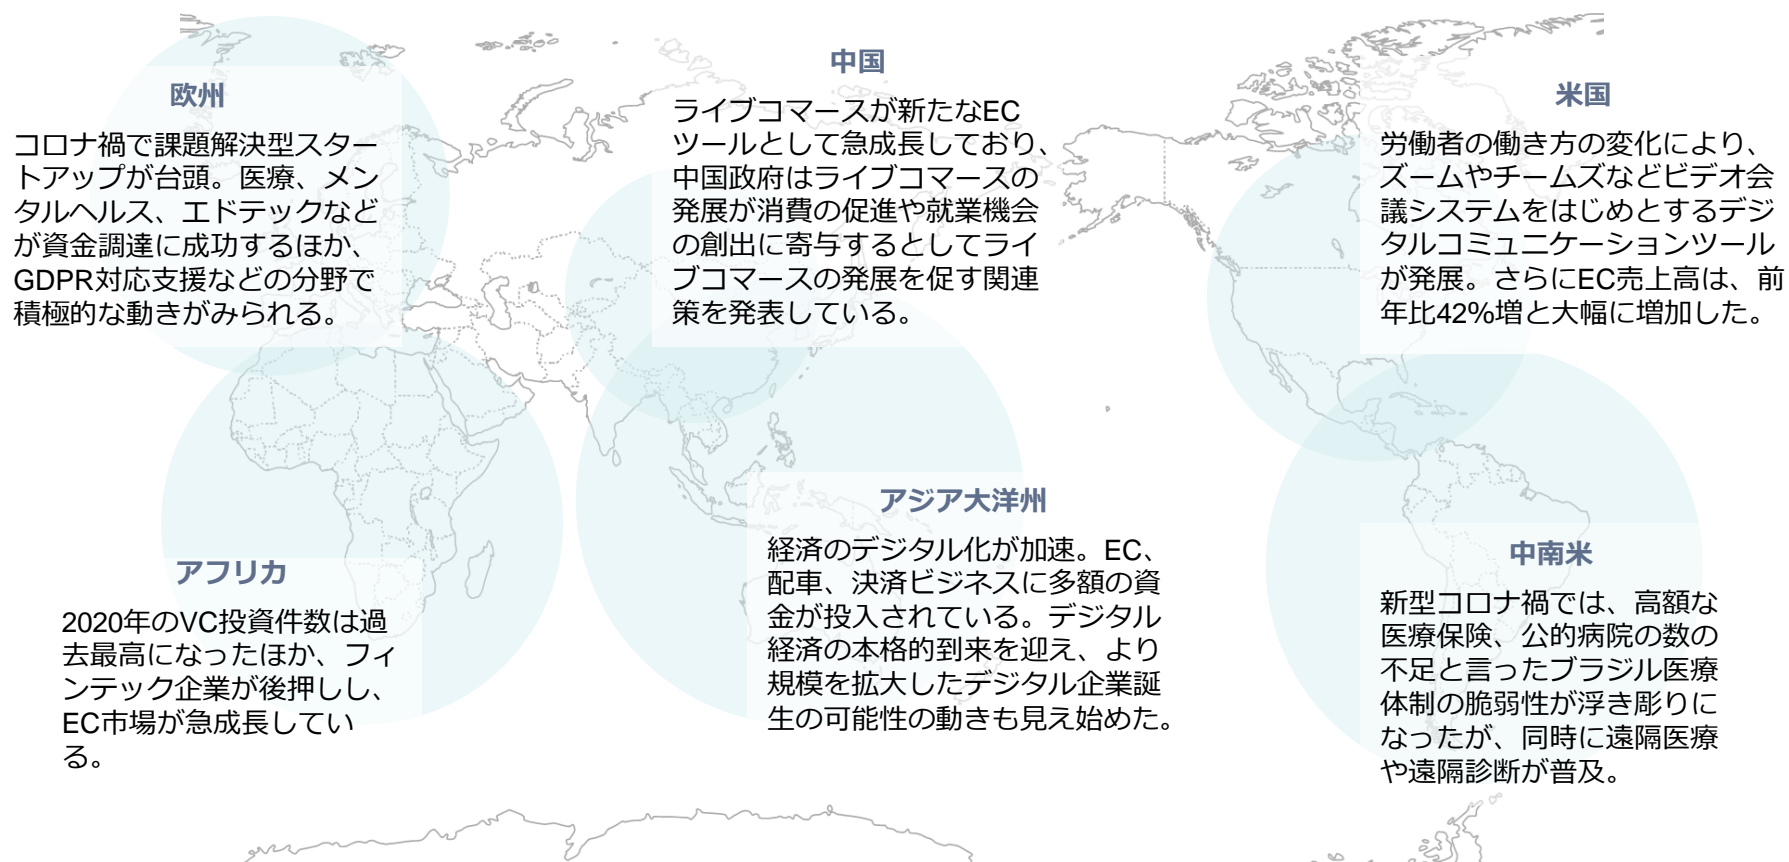 欧州
コロナ禍で課題解決型スター
トアップが台頭。医療、メン
タルヘルス、エドテックなど
が資金調達に成功するほか、
GDPR対応支援などの分野で
積極的な動きがみられる。
中国
ライブコマースが新たなEC
ツールとして急成長しており、
中国政府はライブコマースの
発展が消費の促進や就業機会
の創出に寄与するとしてライ
ブコマースの発展を促す関連
策を発表している。
米国
労働者の働き方の変化により、
ズームやチームズなどビデオ会
議システムをはじめとするデジ
タルコミュニケーションツール
が発展。さらにEC売上高は、前
年比42%増と大幅に増加した。
アフリカ
2020年のVC投資件数は過
去最高になったほか、フィ
ンテック企業が後押しし、
EC市場が急成長してい
る。
アジア大洋州
経済のデジタル化が加速。EC、
配車、決済ビジネスに多額の資
金が投入されている。デジタル
経済の本格的到来を迎え、より
規模を拡大したデジタル企業誕
生の可能性の動きも見え始めた。
中南米
新型コロナ禍では、高額な
医療保険、公的病院の数の
不足と言ったブラジル医療
体制の脆弱性が浮き彫りに
なったが、同時に遠隔医療
や遠隔診断が普及。